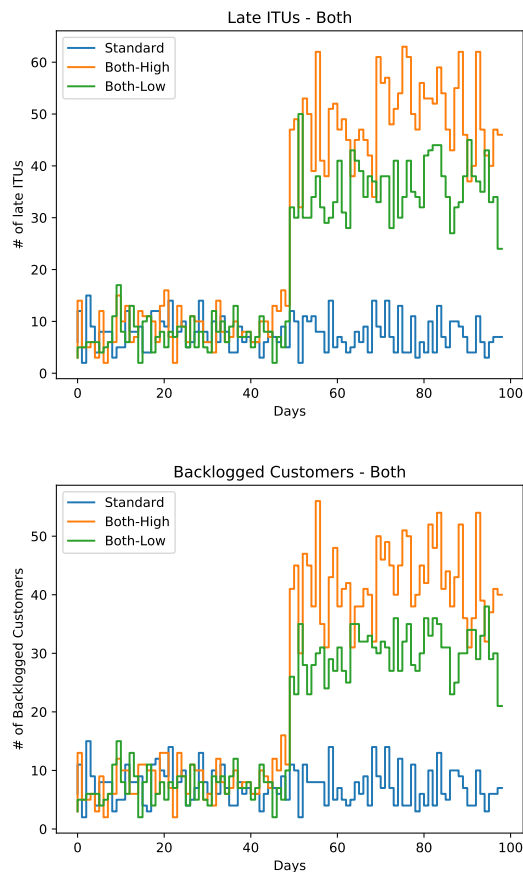 Late ITUs - Both
Standard
Both-High
Both-Low
# of late ITUs
60
50
40
30
20
10
0
0 20 40 60 80 100
Days
Backlogged Customers - Both
Standard
Both-High
Both-Low
# of Backlogged Customers
50
40
30
20
10
0
0 20 40 60 80 100
Days